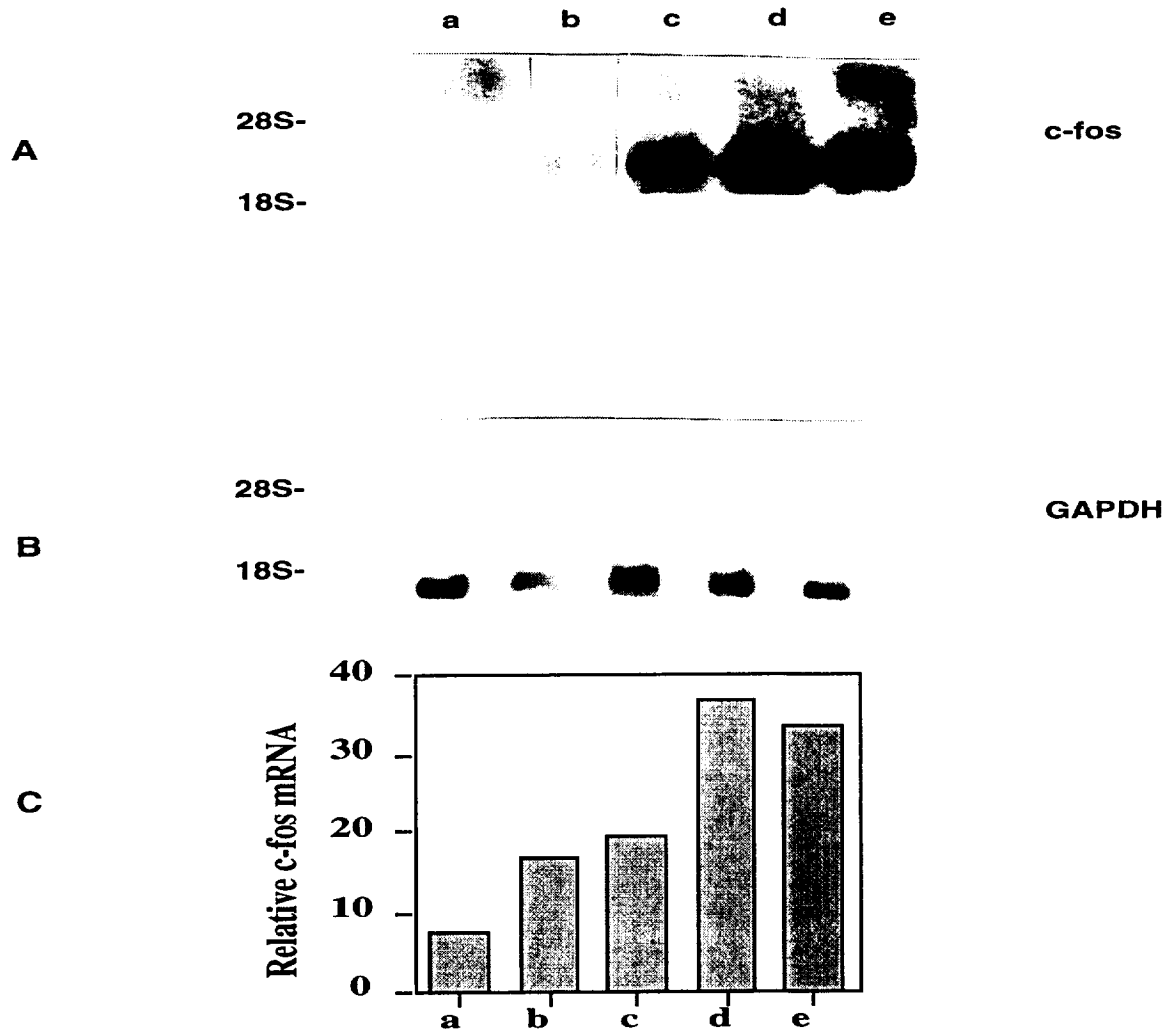 a b c d e
A
28S-
18S-
c-fos
B
28S-
18S-
GAPDH
C
Relative c-fos mRNA
40
30
20
10
0
a b c d e